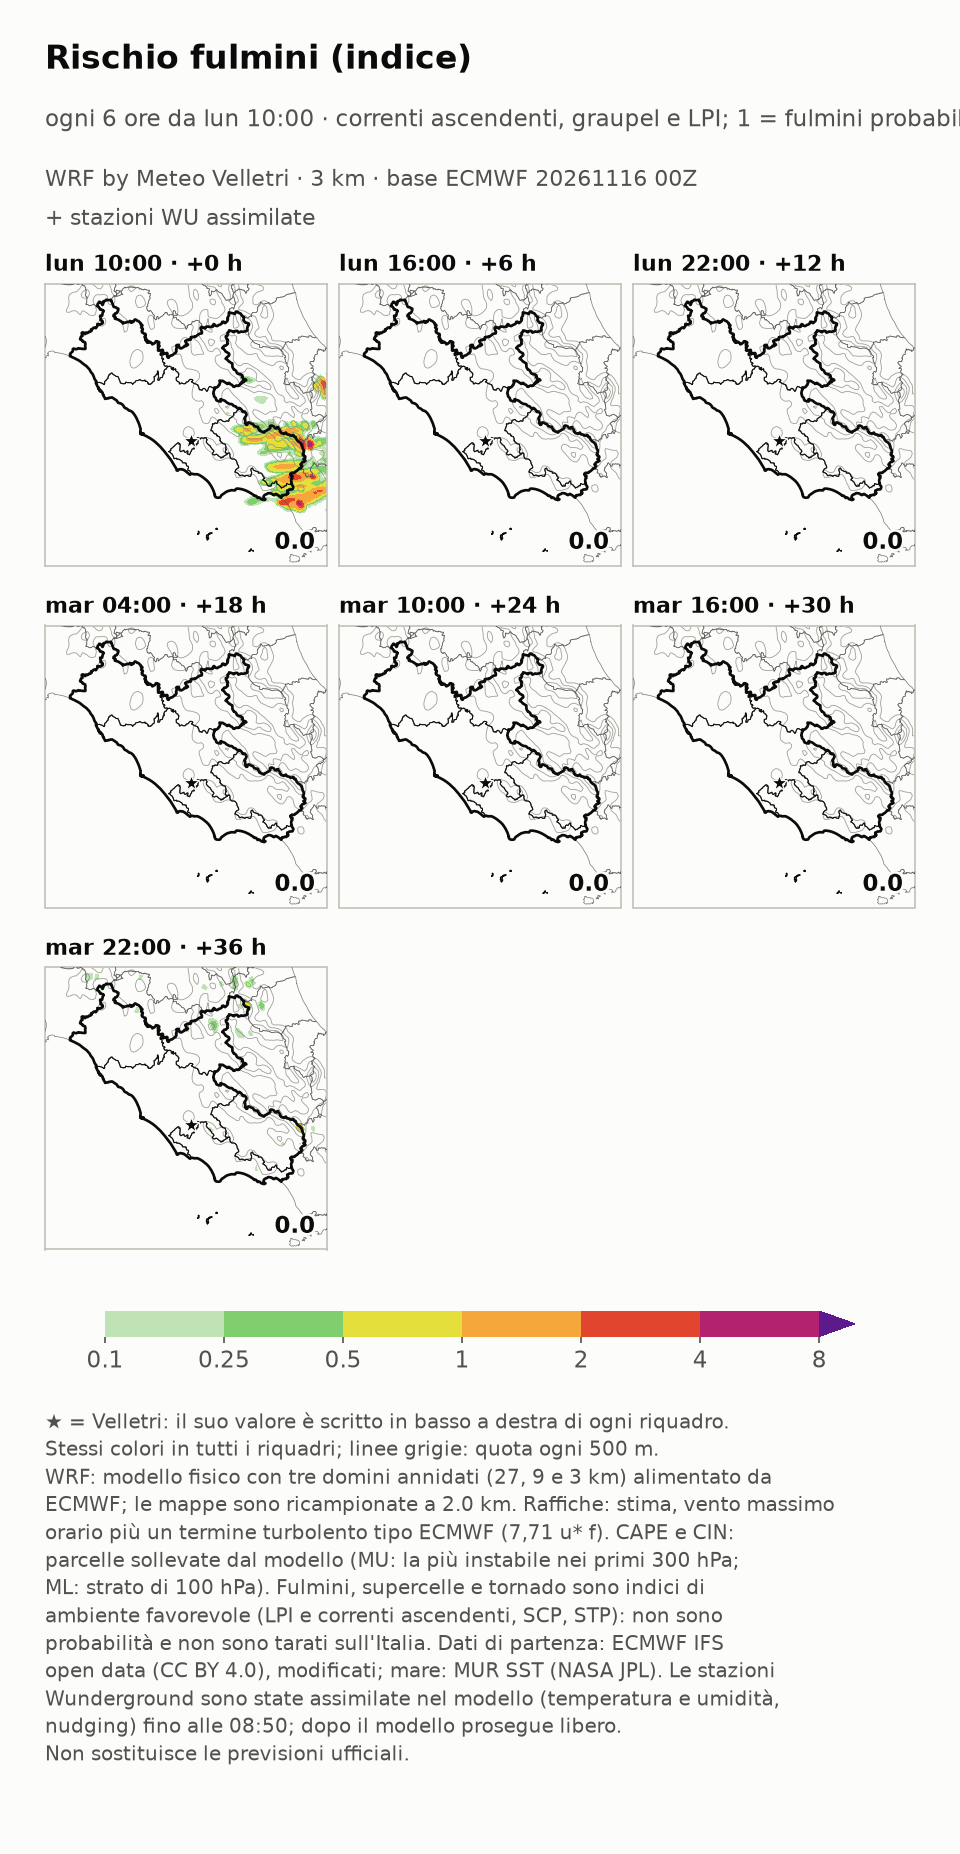 Rischio fulmini (indice)
ogni 6 ore da lun 10:00 · correnti ascendenti, graupel e LPI; 1 = fulmini probabil
WRF by Meteo Velletri · 3 km · base ECMWF 20261116 00Z
+ stazioni WU assimilate
lun 10:00 · +0 h
lun 16:00 · +6 h
lun 22:00 · +12 h
0.0
0.0
0.0
mar 04:00 · +18 h
mar 10:00 · +24 h
mar 16:00 · +30 h
0.0
0.0
0.0
mar 22:00 · +36 h
0.0
0.1
0.25
0.5
1
2
4
8
★ = Velletri: il suo valore è scritto in basso a destra di ogni riquadro.
Stessi colori in tutti i riquadri; linee grigie: quota ogni 500 m.
WRF: modello fisico con tre domini annidati (27, 9 e 3 km) alimentato da
ECMWF; le mappe sono ricampionate a 2.0 km. Raffiche: stima, vento massimo
orario più un termine turbolento tipo ECMWF (7,71 u* f). CAPE e CIN:
parcelle sollevate dal modello (MU: la più instabile nei primi 300 hPa;
ML: strato di 100 hPa). Fulmini, supercelle e tornado sono indici di
ambiente favorevole (LPI e correnti ascendenti, SCP, STP): non sono
probabilità e non sono tarati sull'Italia. Dati di partenza: ECMWF IFS
open data (CC BY 4.0), modificati; mare: MUR SST (NASA JPL). Le stazioni
Wunderground sono state assimilate nel modello (temperatura e umidità,
nudging) fino alle 08:50; dopo il modello prosegue libero.
Non sostituisce le previsioni ufficiali.